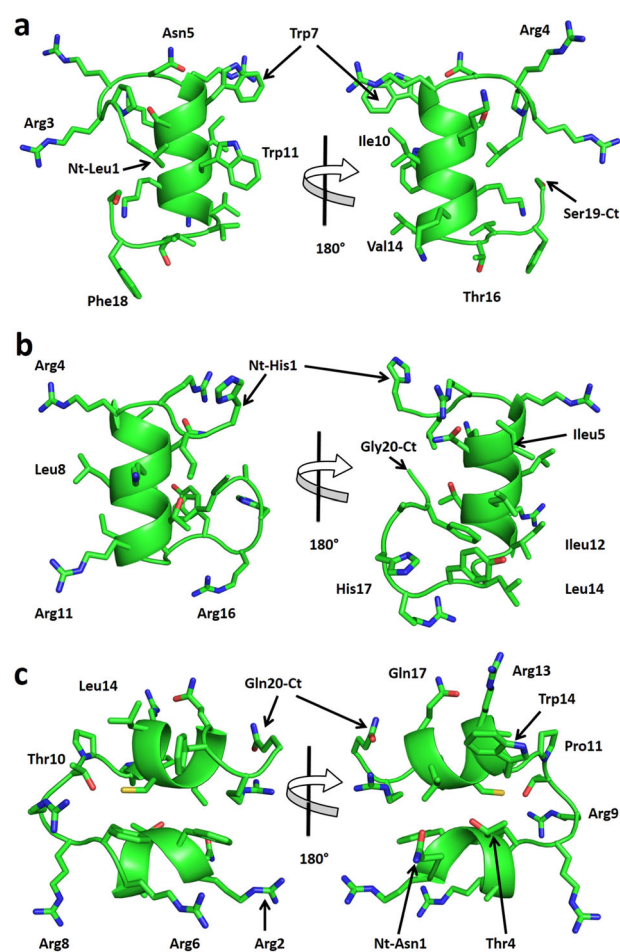 a
Asn5
Trp7
Arg4
Arg3
Nt-Leu1
Trp11
Ile10
180°
Val14
Ser19-Ct
Phe18
Thr16
b
Arg4
Nt-His1
Leu8
Gly20-Ct
Ileu5
180°
Ileu12
Arg11
Arg16
His17
Leu14
c
Leu14
Gln20-Ct
Gln17
Arg13
Trp14
Thr10
Pro11
Arg9
180°
Arg8
Arg6
Arg2
Nt-Asn1
Thr4